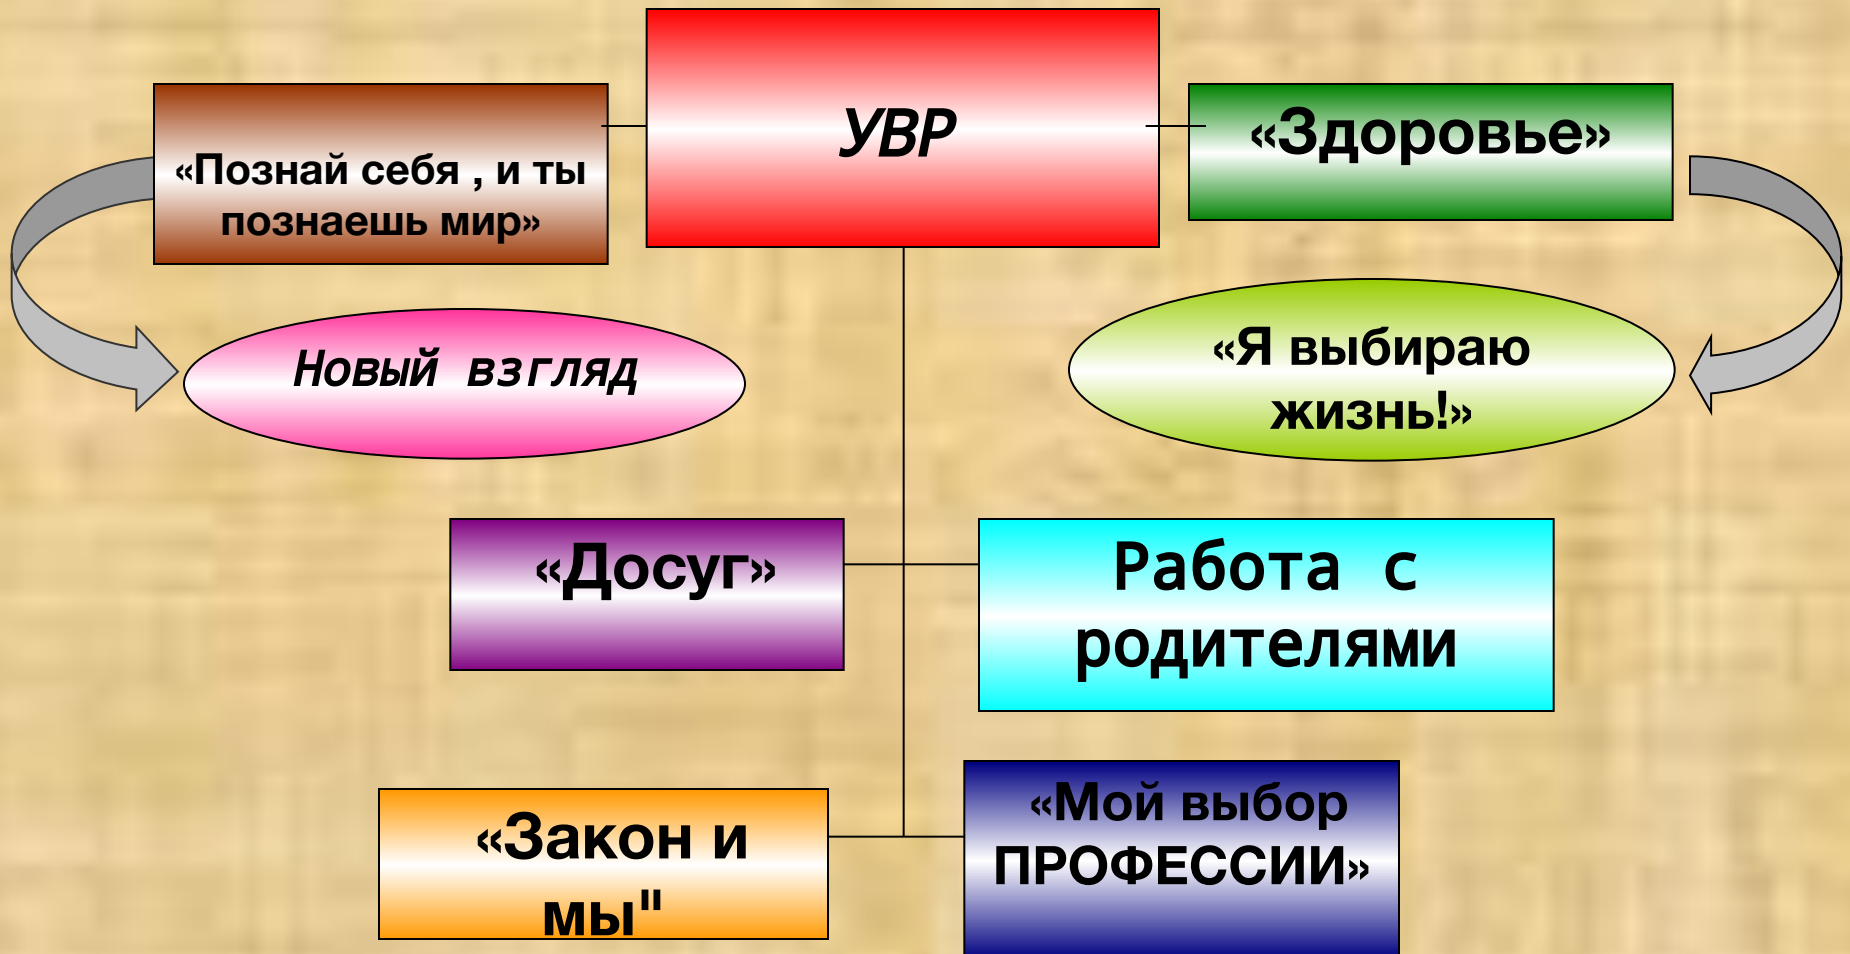 УВР
«Познай себя , и ты
познаешь мир»
«Здоровье»
Новый взгляд
«Я выбираю
жизнь!»
«Досуг»
Работа с
родителями
«Закон и
мы"
«Мой выбор
ПРОФЕССИИ»